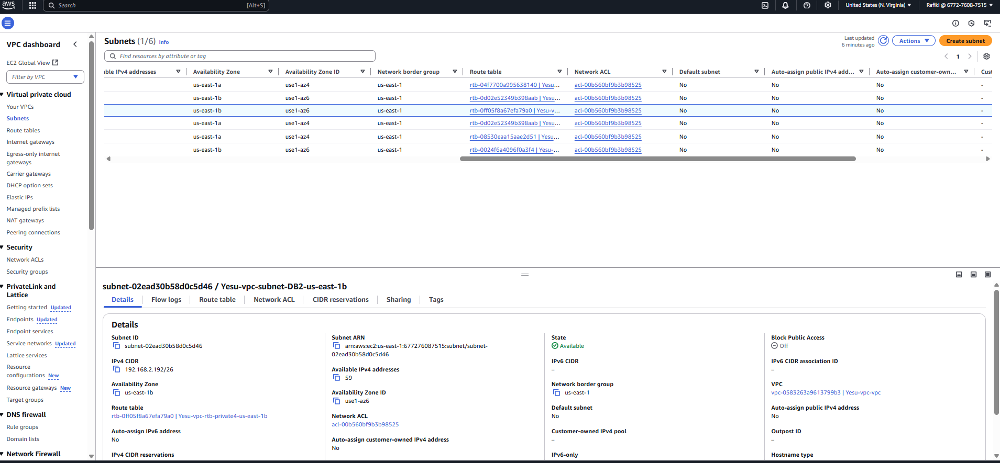 aws
Search [Alt+S]
United States (N. Virginia)
Rafiki @ 6772-7608-7515
VPC dashboard
EC2 Global View
Filter by VPC
Virtual private cloud
Your VPCs
Subnets
Route tables
Internet gateways
Egress-only internet
gateways
Carrier gateways
DHCP option sets
Elastic IPs
Managed prefix lists
NAT gateways
Peering connections
Security
Network ACLs
Security groups
PrivateLink and
Lattice
Getting started Updated
Endpoints Updated
Endpoint services
Service networks Updated
Lattice services
Resource
configurations New
Resource gateways New
Target groups
DNS firewall
Rule groups
Domain lists
Network Firewall
Subnets (1/6) Info
Last updated
6 minutes ago
Actions
Create subnet
Find resources by attribute or tag
1
ble IPv4 addresses Availability Zone Availability Zone ID Network border group Route table Network ACL Default subnet Auto-assign public IPv4 add... Auto-assign customer-own... Cust
us-east-1a use1-az4 us-east-1 rtb-04f7700a995638140 | Yesu... acl-00b560bf9b3b98525 No No No -
us-east-1b use1-az6 us-east-1 rtb-0d02e52349b398aab | Yesu... acl-00b560bf9b3b98525 No No No -
us-east-1b use1-az6 us-east-1 rtb-0ff05f8a67efa79a0 | Yesu-v... acl-00b560bf9b3b98525 No No No -
us-east-1a use1-az4 us-east-1 rtb-0d02e52349b398aab | Yesu... acl-00b560bf9b3b98525 No No No -
us-east-1a use1-az4 us-east-1 rtb-08530eaa15aae2d51 | Yesu... acl-00b560bf9b3b98525 No No No -
us-east-1b use1-az6 us-east-1 rtb-0024f6a4096f0a3f4 | Yesu-... acl-00b560bf9b3b98525 No No No -
subnet-02ead30b58d0c5d46 / Yesu-vpc-subnet-DB2-us-east-1b
Details Flow logs Route table Network ACL CIDR reservations Sharing Tags
Details
Subnet ID
subnet-02ead30b58d0c5d46
IPv4 CIDR
192.168.2.192/26
Availability Zone
us-east-1b
Route table
rtb-0ff05f8a67efa79a0 | Yesu-vpc-rtb-private4-us-east-1b
Auto-assign IPv6 address
No
IPv4 CIDR reservations
Subnet ARN
arn:aws:ec2:us-east-1:677276087515:subnet/subnet-
02ead30b58d0c5d46
Available IPv4 addresses
59
Availability Zone ID
use1-az6
Network ACL
acl-00b560bf9b3b98525
Auto-assign customer-owned IPv4 address
No
State
Available
IPv6 CIDR
–
Network border group
us-east-1
Default subnet
No
Customer-owned IPv4 pool
–
IPv6-only
Block Public Access
Off
IPv6 CIDR association ID
–
VPC
vpc-0583263a9613799b3 | Yesu-vpc-vpc
Auto-assign public IPv4 address
No
Outpost ID
–
Hostname type